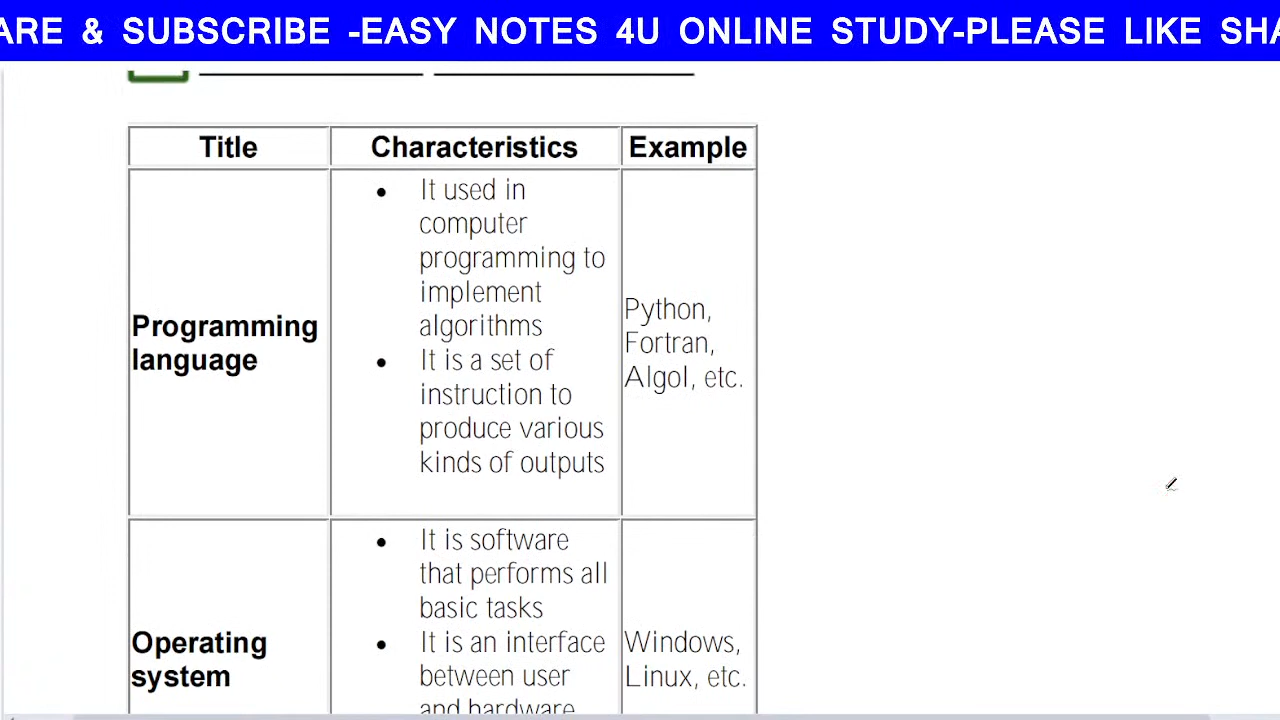 ARE & SUBSCRIBE -EASY NOTES 4U ONLINE STUDY-PLEASE LIKE SHA
Title Characteristics Example
Programming
language
• It used in
computer
programming to
implement
algorithms
• It is a set of
instruction to
produce various
kinds of outputs
Python,
Fortran,
Algol, etc.
Operating
system
• It is software
that performs all
basic tasks
• It is an interface
between user
and hardware
Windows,
Linux, etc.